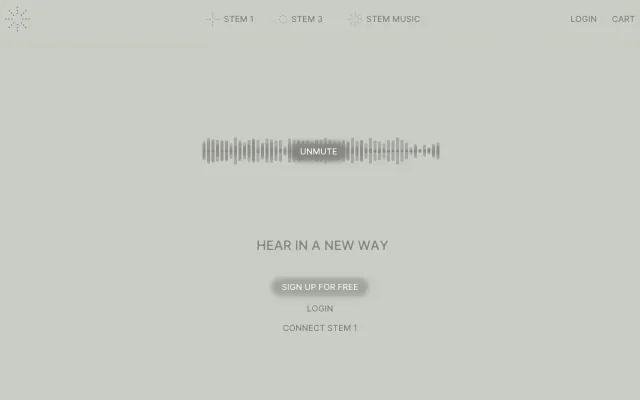 STEM 1
STEM 3
STEM MUSIC
LOGIN
CART
UNMUTE
HEAR IN A NEW WAY
SIGN UP FOR FREE
LOGIN
CONNECT STEM 1